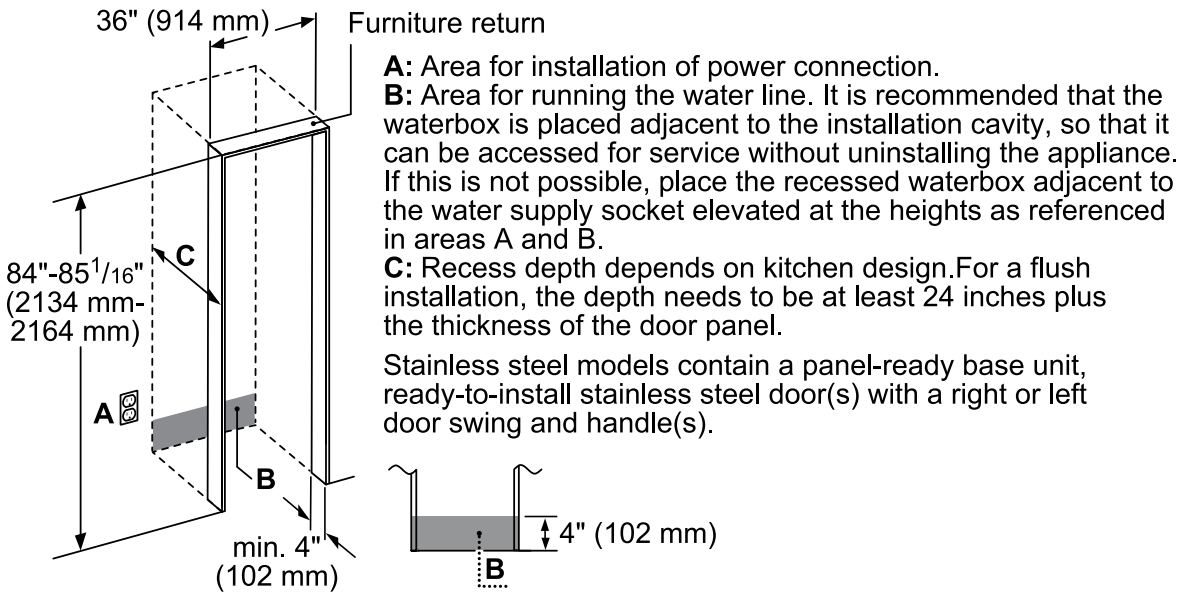 36" (914 mm)
Furniture return
A: Area for installation of power connection.
B: Area for running the water line. It is recommended that the
waterbox is placed adjacent to the installation cavity, so that it
can be accessed for service without uninstalling the appliance.
If this is not possible, place the recessed waterbox adjacent to
the water supply socket elevated at the heights as referenced
in areas A and B.
C: Recess depth depends on kitchen design.For a flush
installation, the depth needs to be at least 24 inches plus
the thickness of the door panel.
Stainless steel models contain a panel-ready base unit,
ready-to-install stainless steel door(s) with a right or left
door swing and handle(s).
C
84"-85 1/16"
(2134 mm-
2164 mm)
A
B
min. 4"
(102 mm)
4" (102 mm)
B